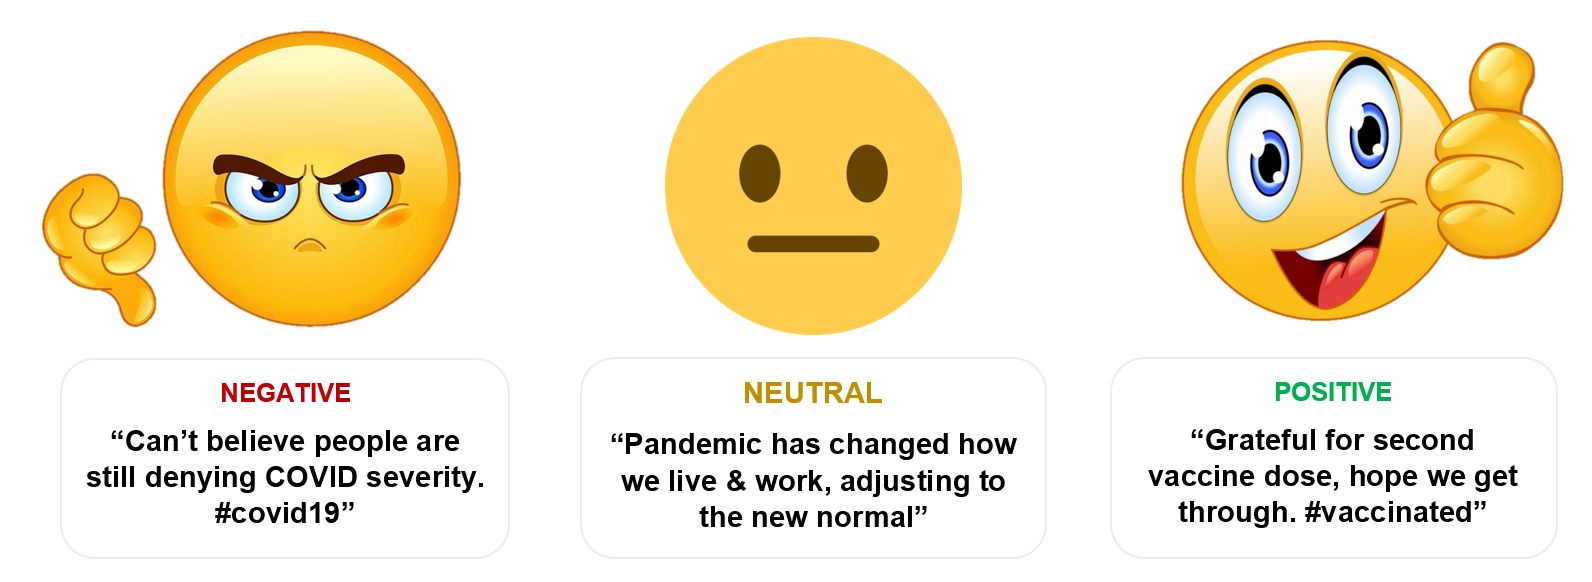 NEGATIVE
“Can’t believe people are
still denying COVID severity.
#covid19”
NEUTRAL
“Pandemic has changed how
we live & work, adjusting to
the new normal”
POSITIVE
“Grateful for second
vaccine dose, hope we get
through. #vaccinated”